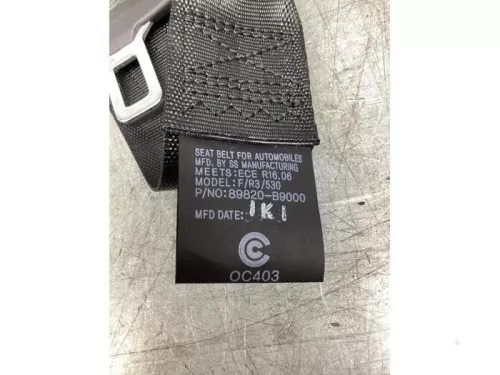 SEAT BELT FOR AUTOMOBILES
MFD. BY SS MANUFACTURING
MEETS:ECE R16.06
MODEL: F/R3/530
P/NO: 89820-B9000
MFD DATE: 1K1
C
OC403